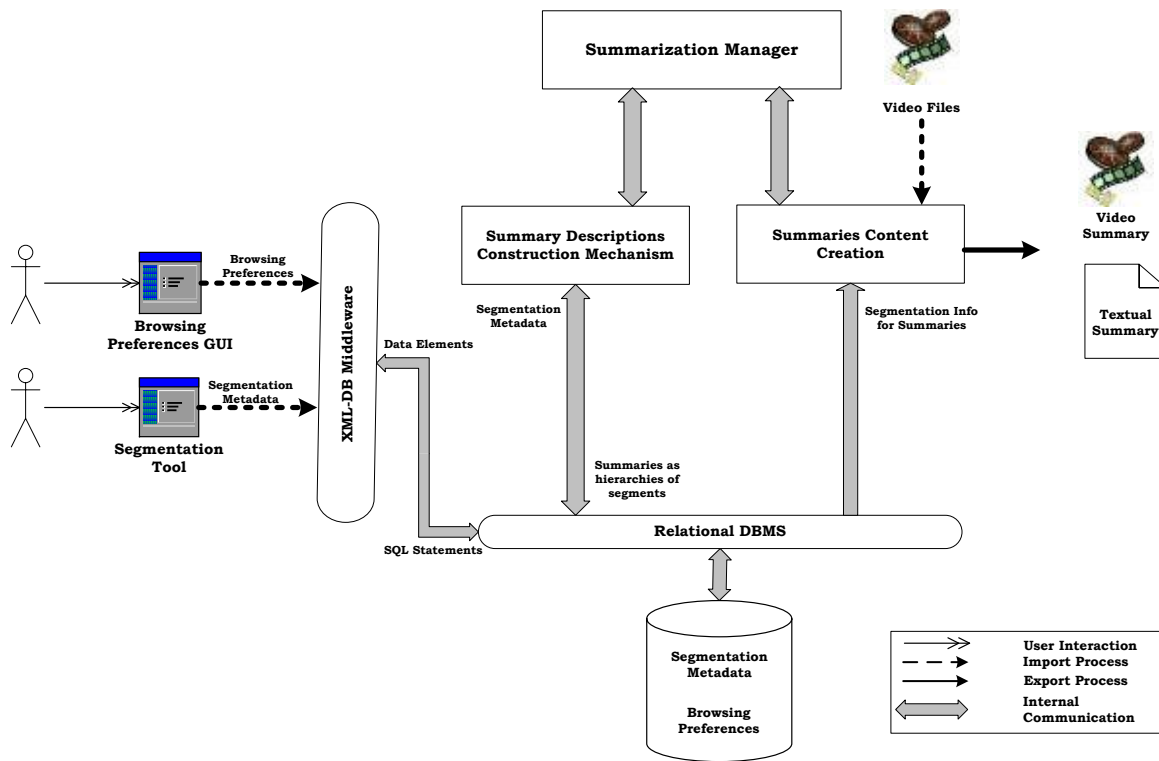 Summarization Manager
Video Files
Video
Summary
Summary Descriptions
Construction Mechanism
Summaries Content
Creation
Browsing
Preferences
Browsing
Preferences GUI
XML-DB Middleware
Segmentation
Metadata
Segmentation Info
for Summaries
Textual
Summary
Data Elements
Segmentation
Metadata
Segmentation
Tool
Summaries as
hierarchies of
segments
Relational DBMS
SQL Statements
Segmentation
Metadata
Browsing
Preferences
User Interaction
Import Process
Export Process
Internal
Communication